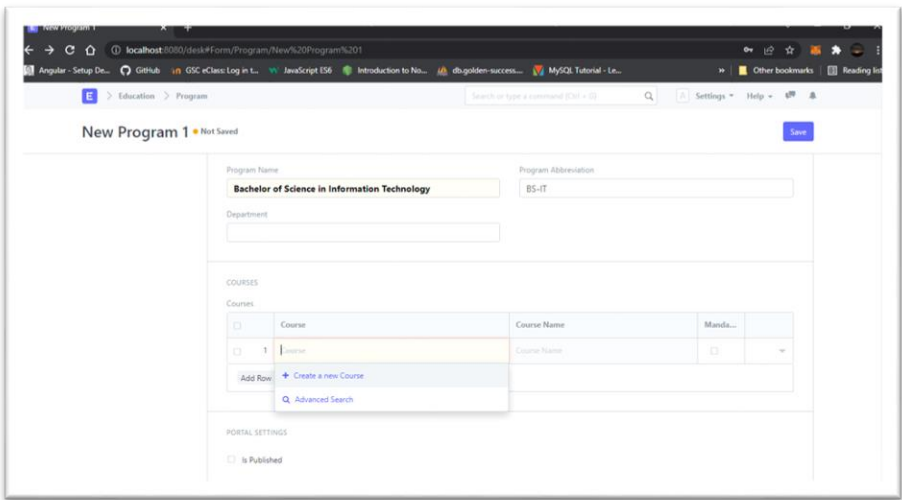 New Program 1
localhost:8080/desk#Form/Program/New%20Program%201
Angular - Setup De... GitHub GSC eClass: Log in t... JavaScript ES6 Introduction to No... db.golden-success.... MySQL Tutorial - Le... » Other bookmarks Reading list
E > Education > Program Search or type a command (Ctrl + G) A Settings Help
New Program 1 Not Saved Save
Program Name Program Abbreviation
Bachelor of Science in Information Technology BS-IT
Department
COURSES
Courses
Course Course Name Manda...
1 Course Course Name
Add Row + Create a new Course
Advanced Search
PORTAL SETTINGS
Is Published